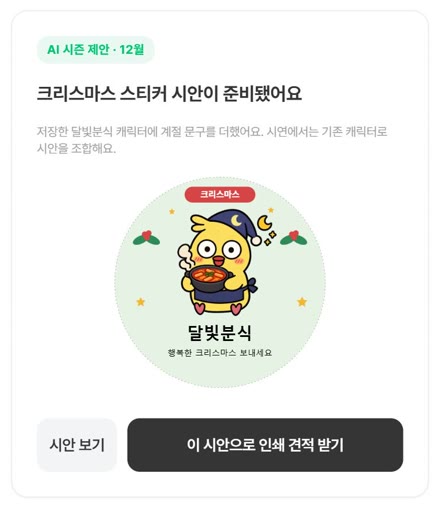 AI 시즌 제안 · 12월
크리스마스 스티커 시안이 준비됐어요
저장한 달빛분식 캐릭터에 계절 문구를 더했어요. 시연에서는 기존 캐릭터로
시안을 조합해요.
크리스마스
달빛분식
행복한 크리스마스 보내세요
시안 보기
이 시안으로 인쇄 견적 받기